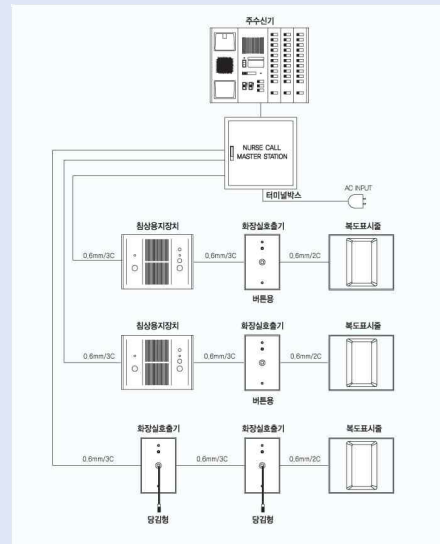 주수신기
NURSE CALL
MASTER STATION
터미널박스
AC INPUT
침상용지장치
화장실호출기
복도표시줄
0.6mm/3C
0.6mm/3C
0.6mm/2C
버튼용
침상용지장치
화장실호출기
복도표시줄
0.6mm/3C
0.6mm/3C
0.6mm/2C
버튼용
화장실호출기
화장실호출기
복도표시줄
0.6mm/3C
0.6mm/3C
0.6mm/2C
당김형
당김형